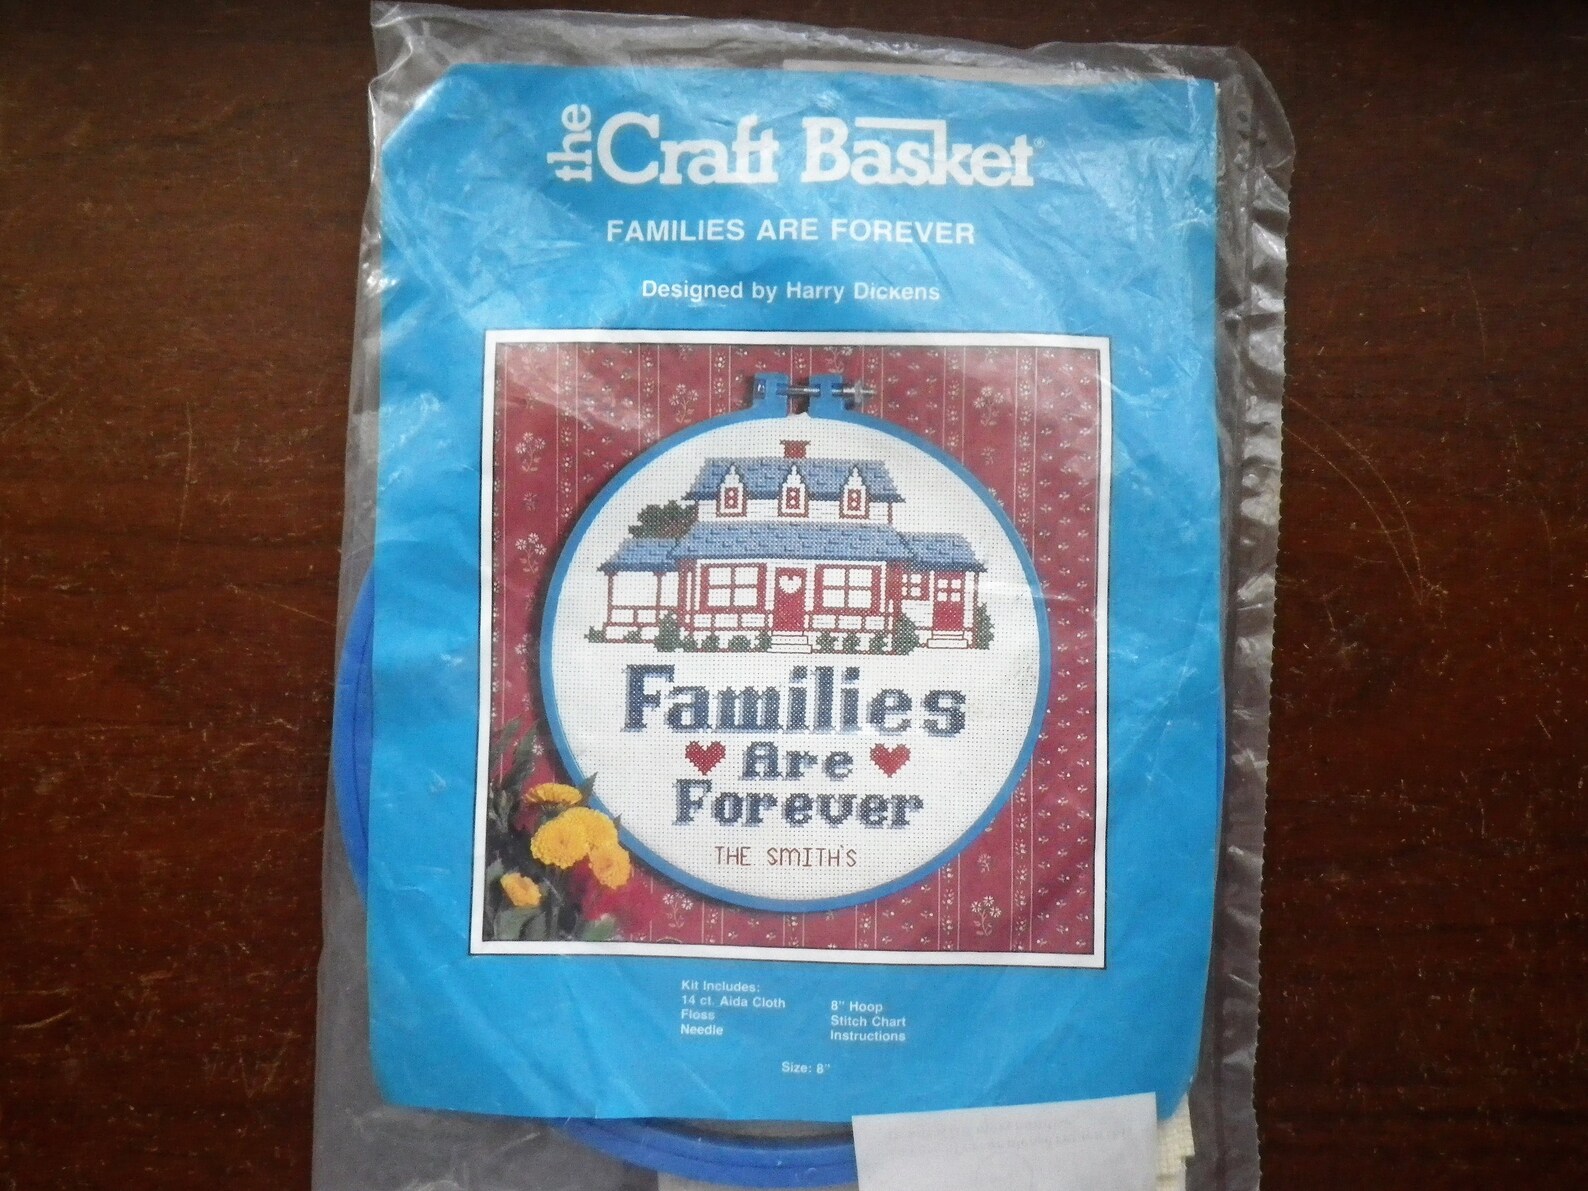 the Craft Basket
FAMILIES ARE FOREVER
Designed by Harry Dickens
Families
Are
Forever
THE SMITH'S
Kit Includes:
14 ct. Aida Cloth
Floss
Needle
8" Hoop
Stitch Chart
Instructions
Size: 8"